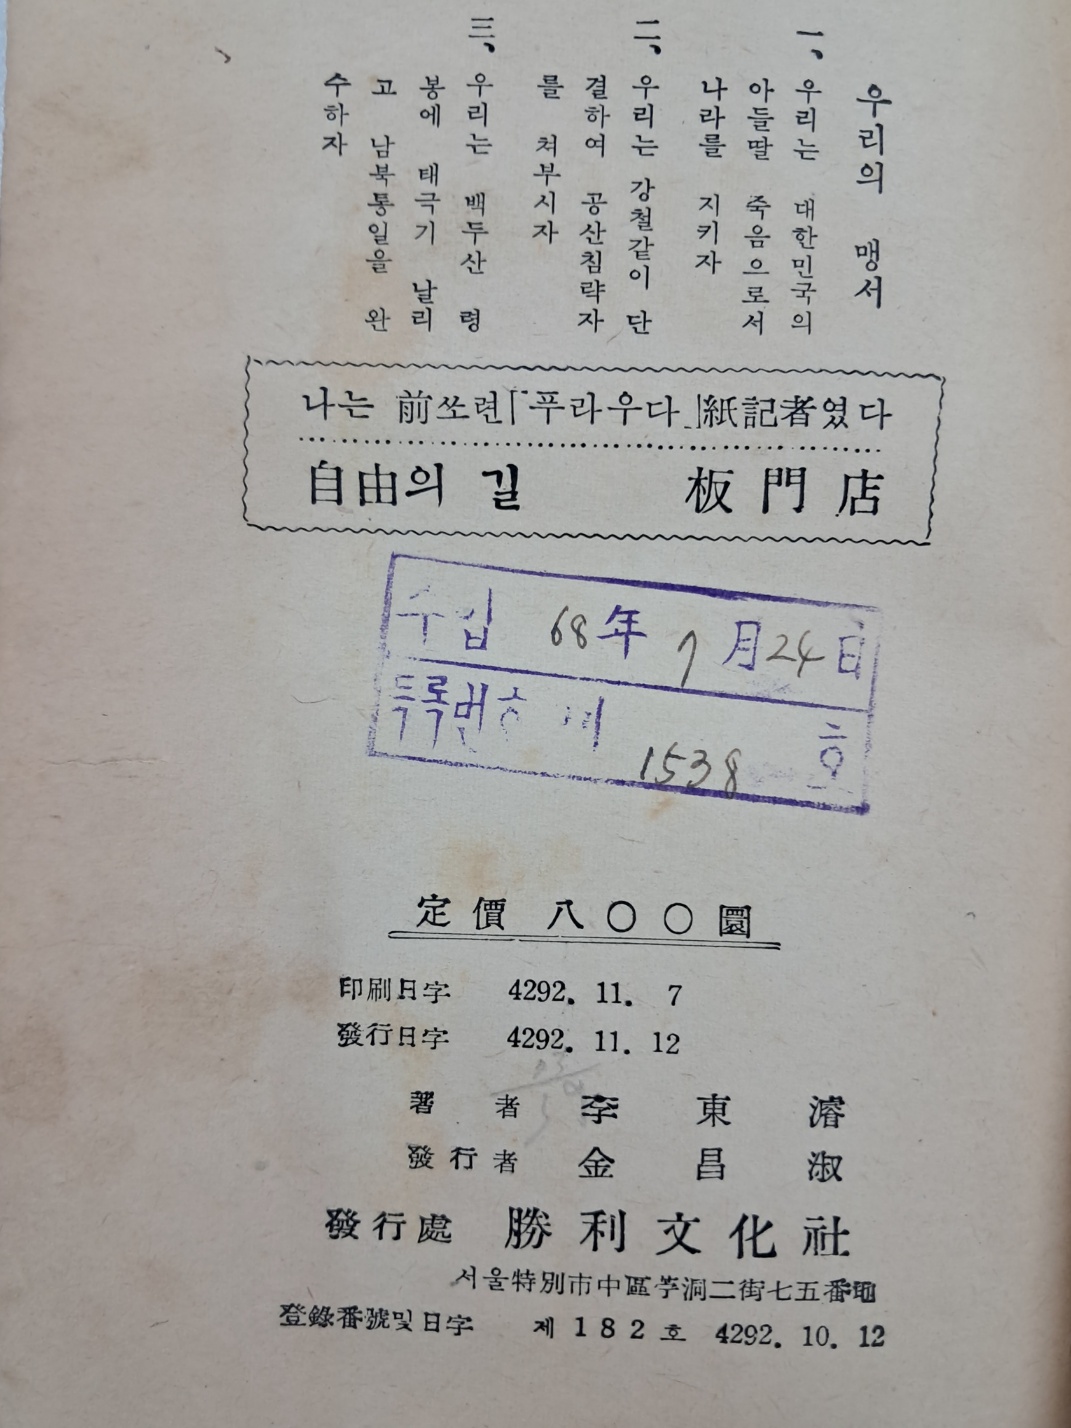 우리의 맹서
一、우리는 대한민국의
아들딸 죽음으로서
나라를 지키자
二、우리는 강철같이 단
결하여 공산침략자
를 쳐부시자
三、우리는 백두산 령
봉에 태극기 날리
고 남북통일을 완
수하자
나는 前쏘련「푸라우다」紙記者였다
自由의 길 板門店
수입 68年 7月24日
등록번호 제 1538 호
定價 八〇〇圜
印刷日字 4292. 11. 7
發行日字 4292. 11. 12
著者 李東濬
發行者 金昌淑
發行處 勝利文化社
서울特別市中區苧洞二街七五番地
登錄番號및日字 제182호 4292. 10. 12